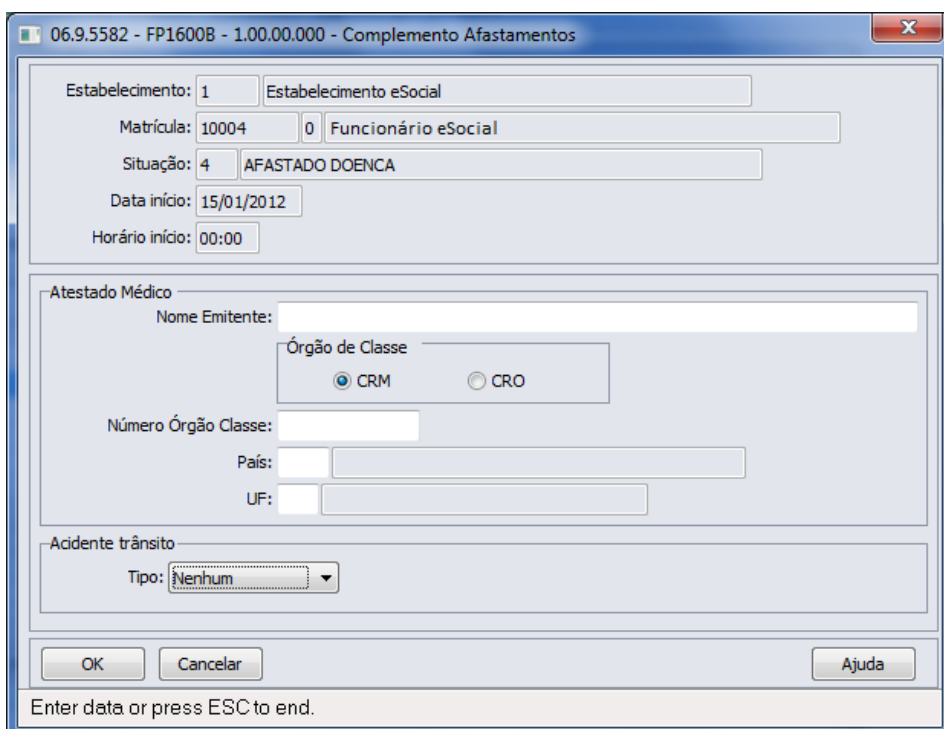 06.9.5582 - FP1600B - 1.00.00.000 - Complemento Afastamentos
Estabelecimento: 1 Estabelecimento eSocial
Matrícula: 10004 0 Funcionário eSocial
Situação: 4 AFASTADO DOENCA
Data início: 15/01/2012
Horário início: 00:00
Atestado Médico
Nome Emitente:
Órgão de Classe
CRM CRO
Número Órgão Classe:
País:
UF:
Acidente trânsito
Tipo: Nenhum
OK Cancelar Ajuda
Enter data or press ESC to end.